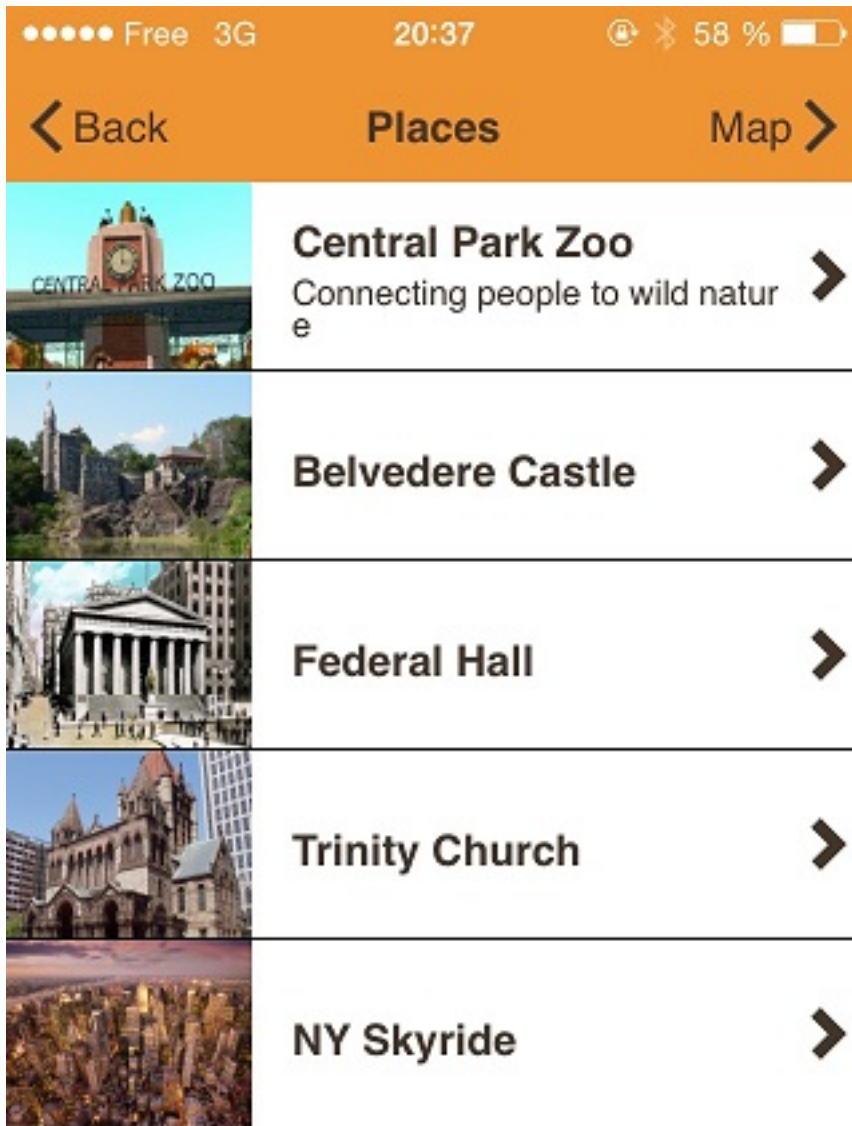 Free 3G 20:37 58 %
Back Places Map
CENTRAL PARK ZOO
Central Park Zoo
Connecting people to wild natur
e
Belvedere Castle
Federal Hall
Trinity Church
NY Skyride